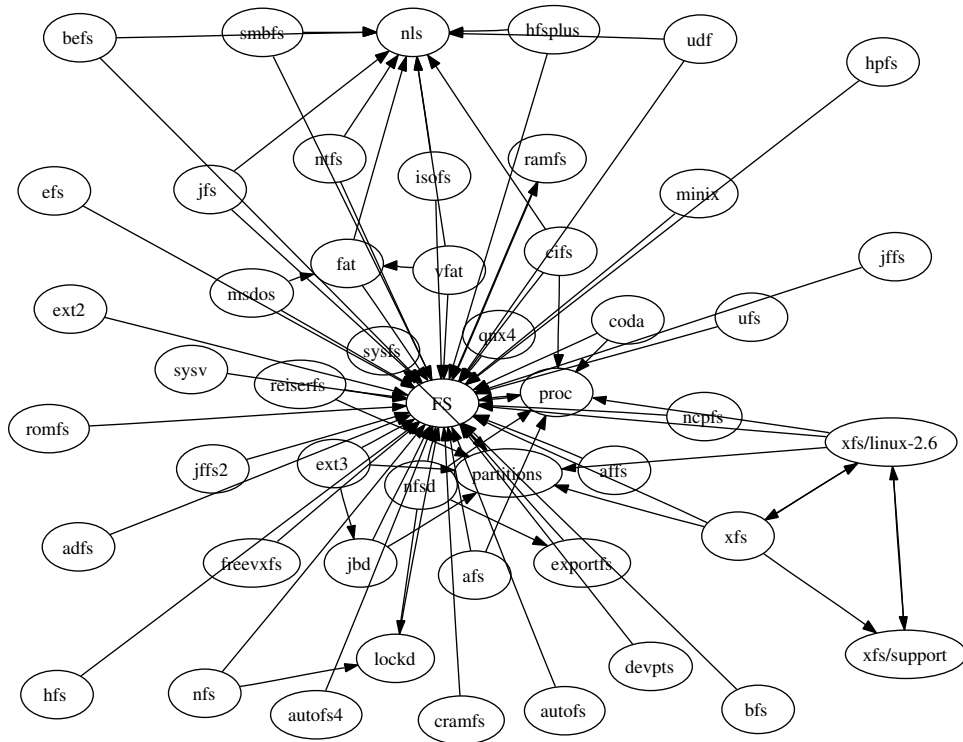 befs
smbfs
nls
hfsplus
udf
hpfs
efs
jfs
ntfs
isofs
ramfs
minix
jffs
msdos
fat
vfat
cifs
ext2
sysfs
qnx4
coda
ufs
sysv
reiserfs
FS
proc
ncpfs
romfs
xfs/linux-2.6
jffs2
ext3
nfsd
partitions
affs
adfs
freevxfs
jbd
afs
exportfs
xfs
hfs
nfs
lockd
devpts
xfs/support
autofs4
cramfs
autofs
bfs